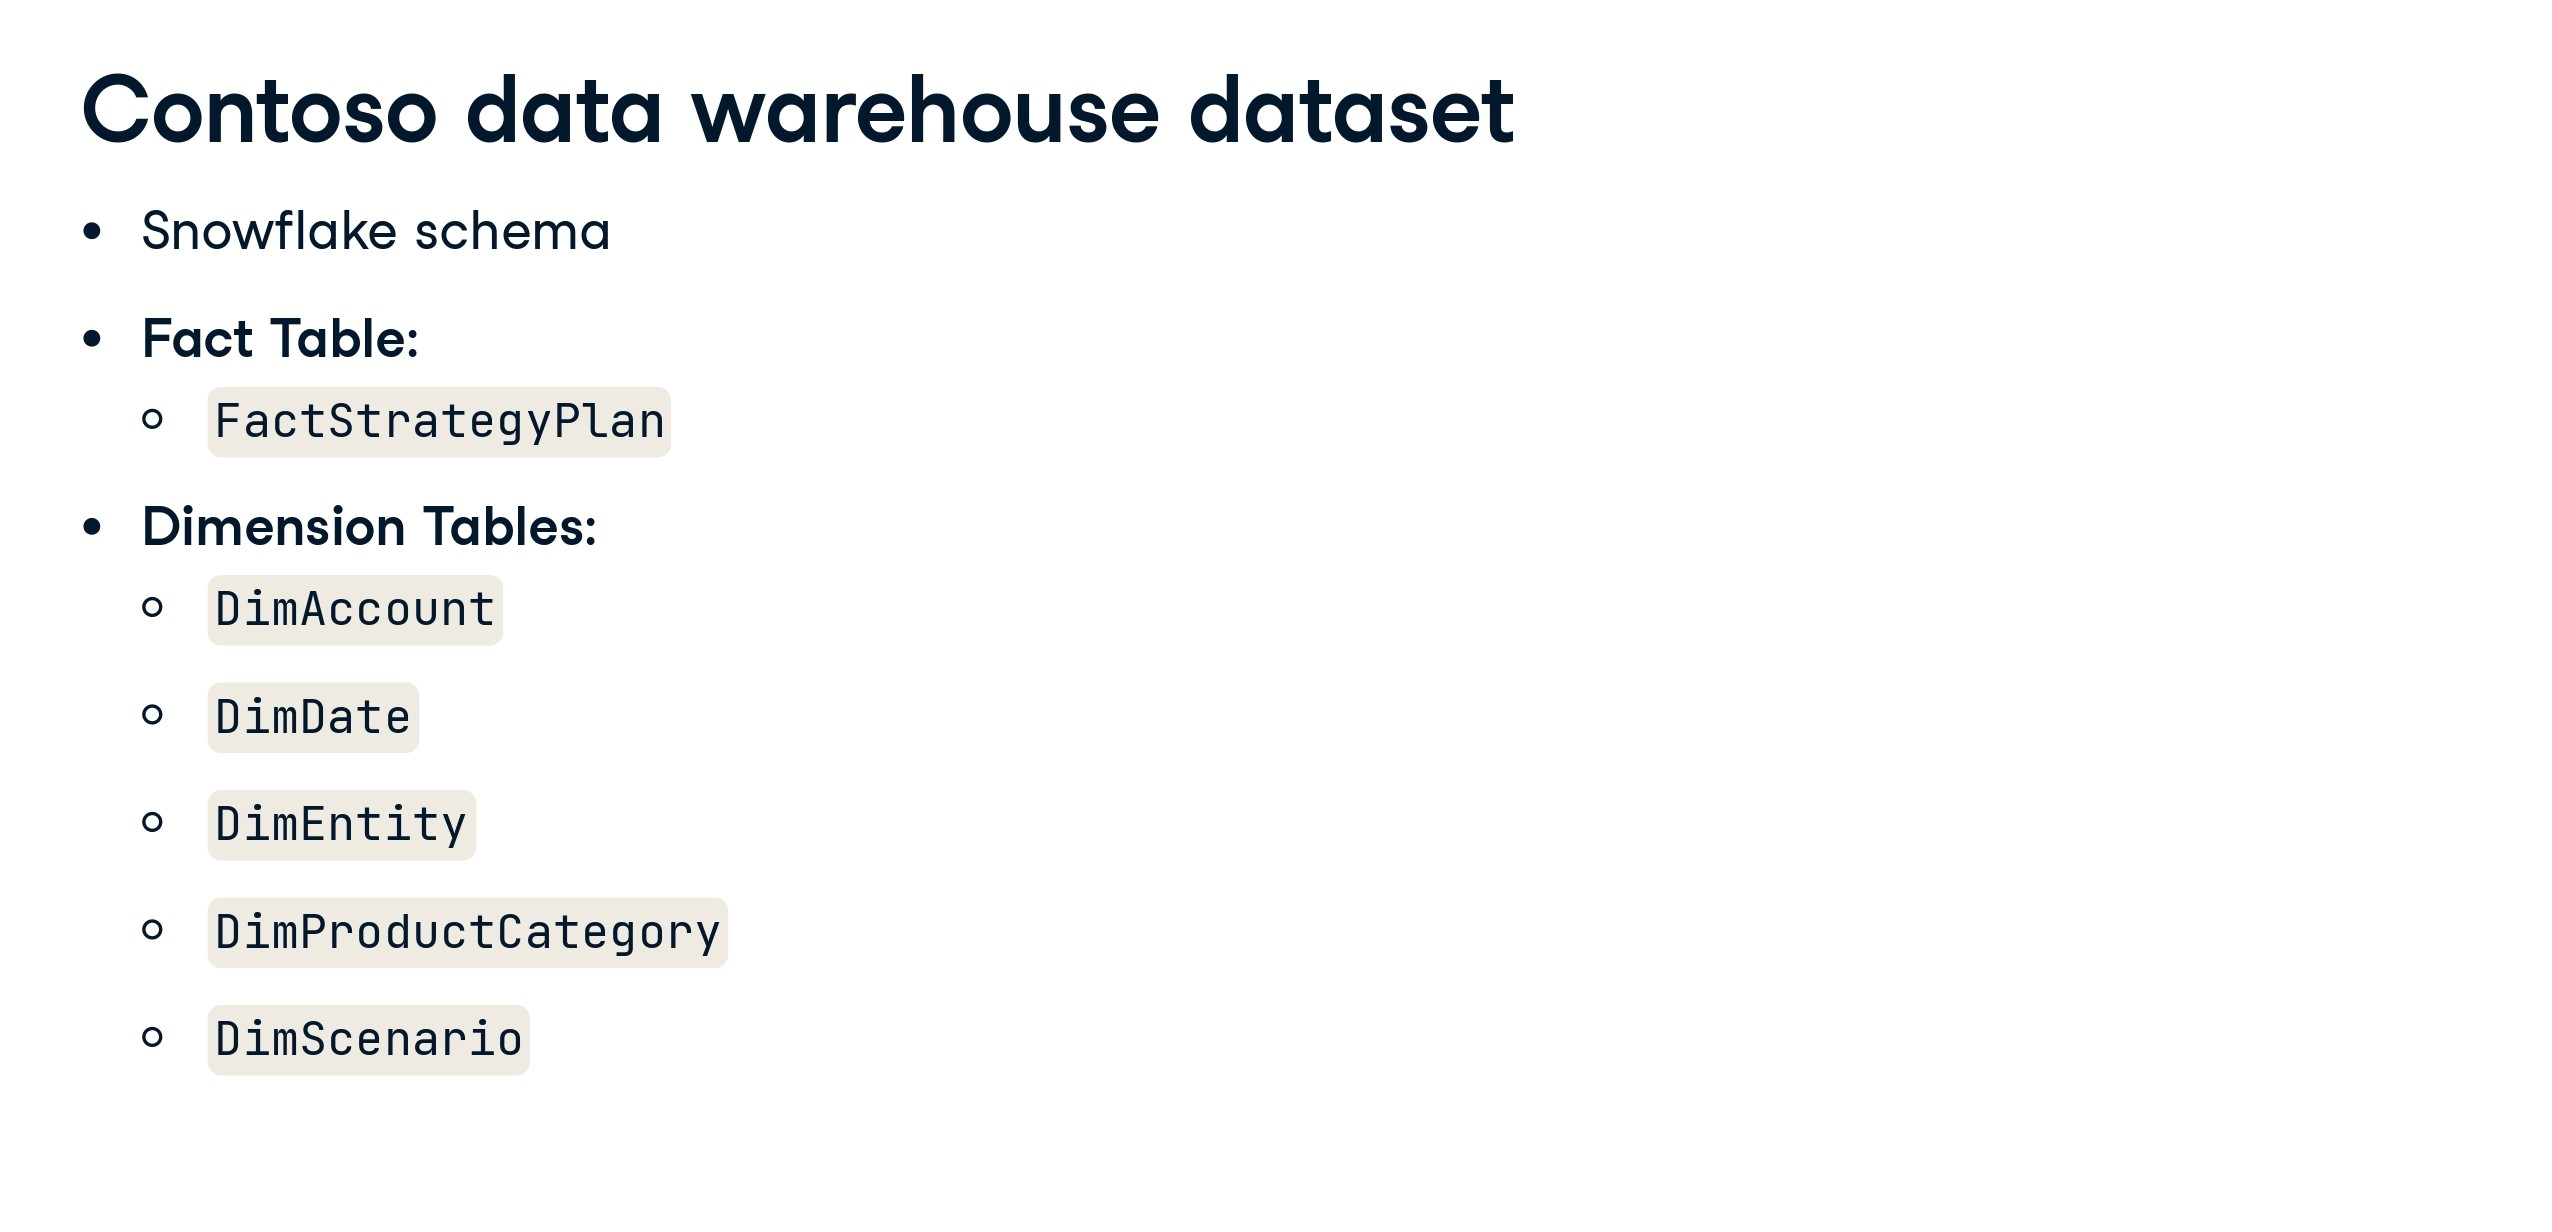 Contoso data warehouse dataset
Snowflake schema
Fact Table:
FactStrategyPlan
Dimension Tables:
DimAccount
DimDate
DimEntity
DimProductCategory
DimScenario